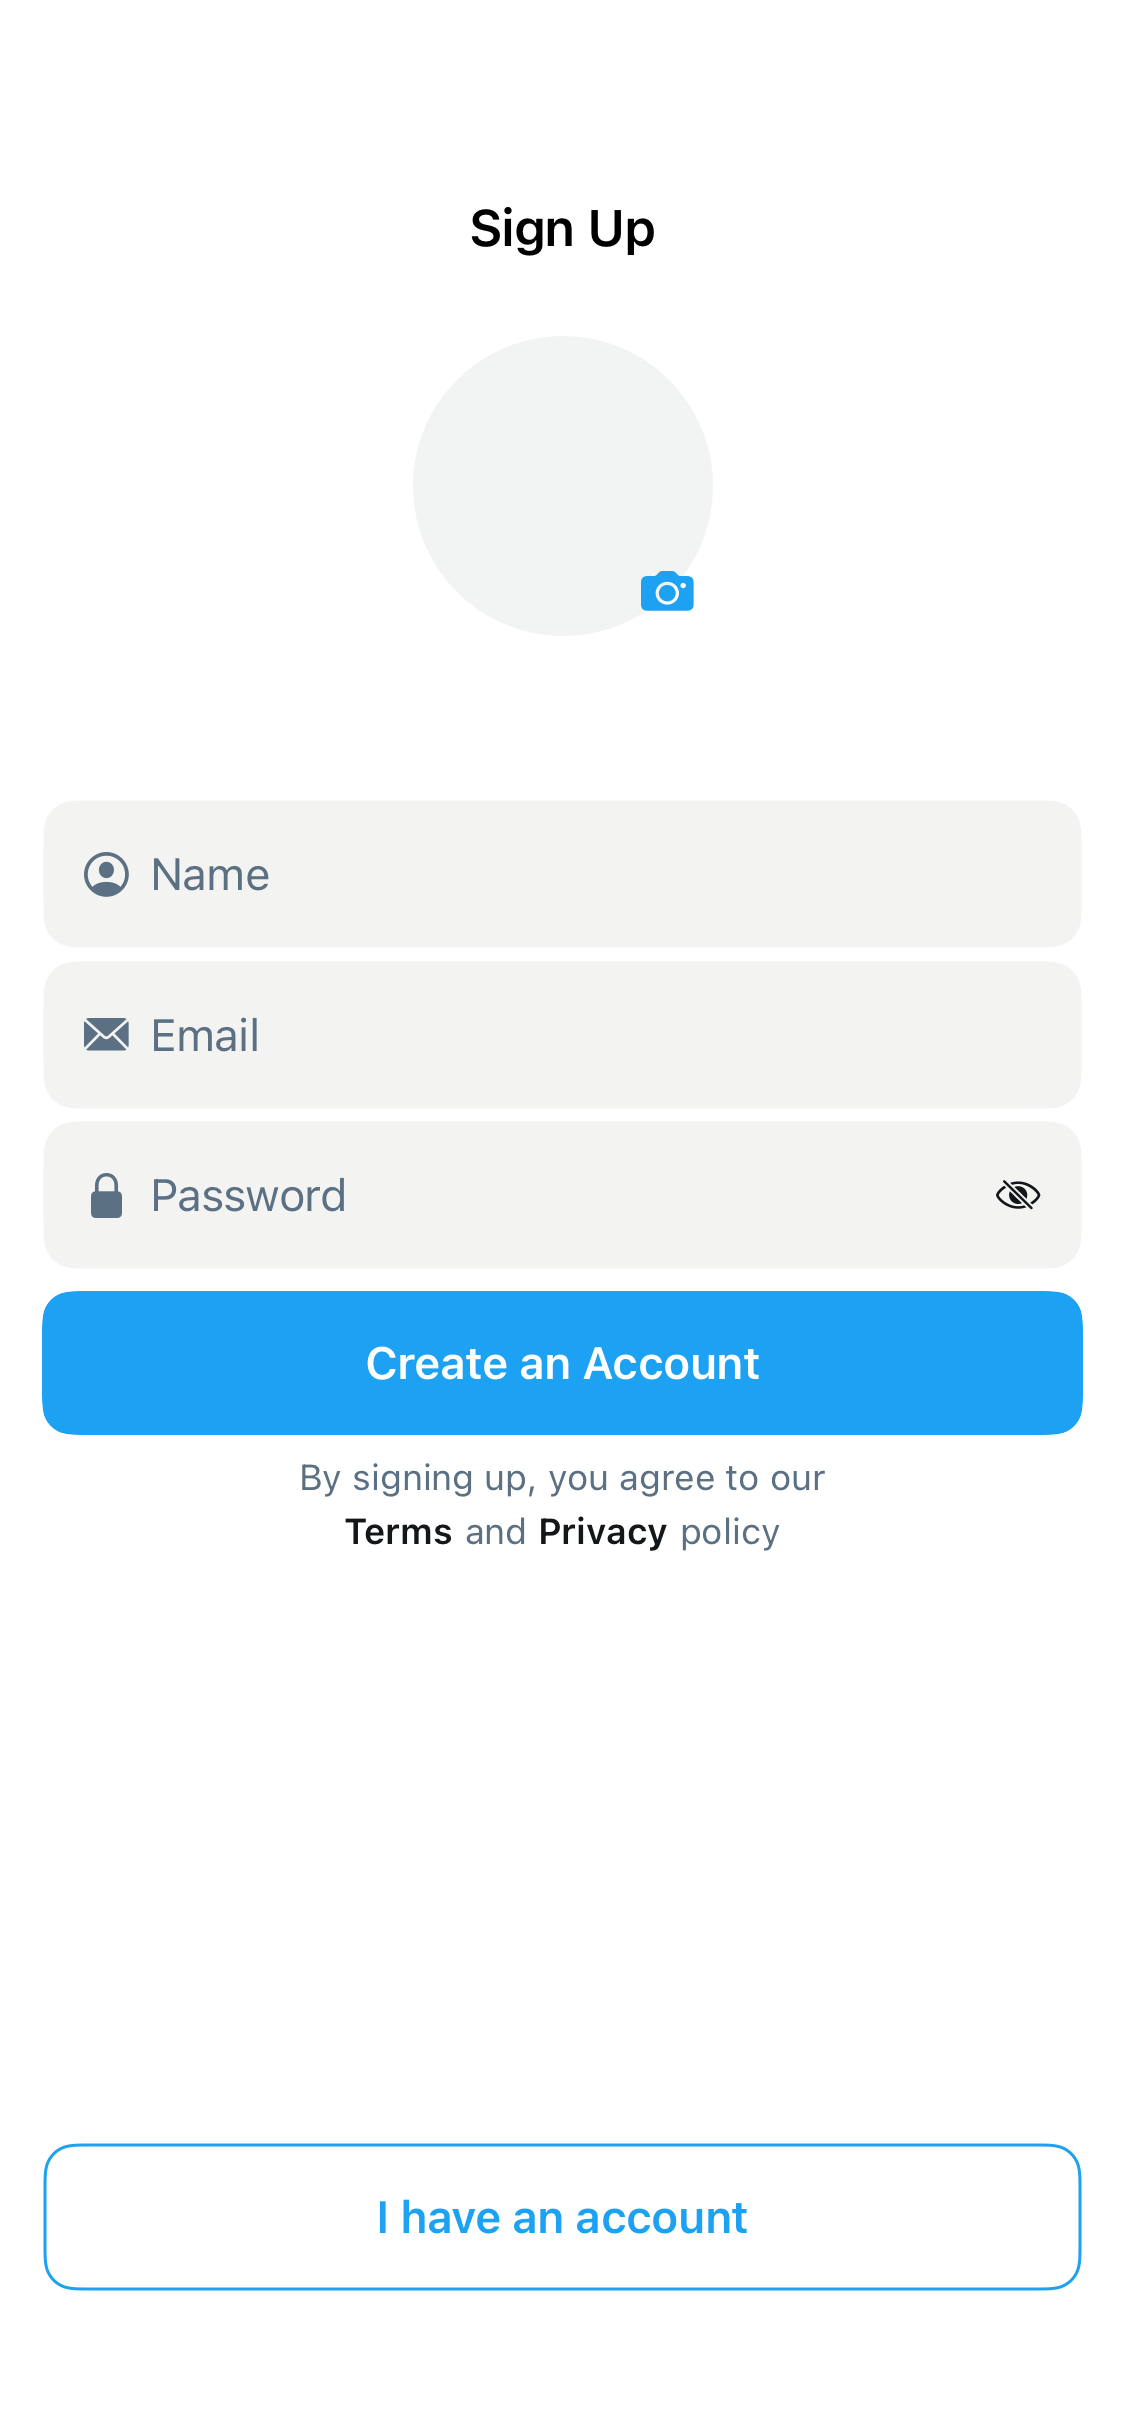 Sign Up
Name
Email
Password
Create an Account
By signing up, you agree to our
Terms and Privacy policy
I have an account